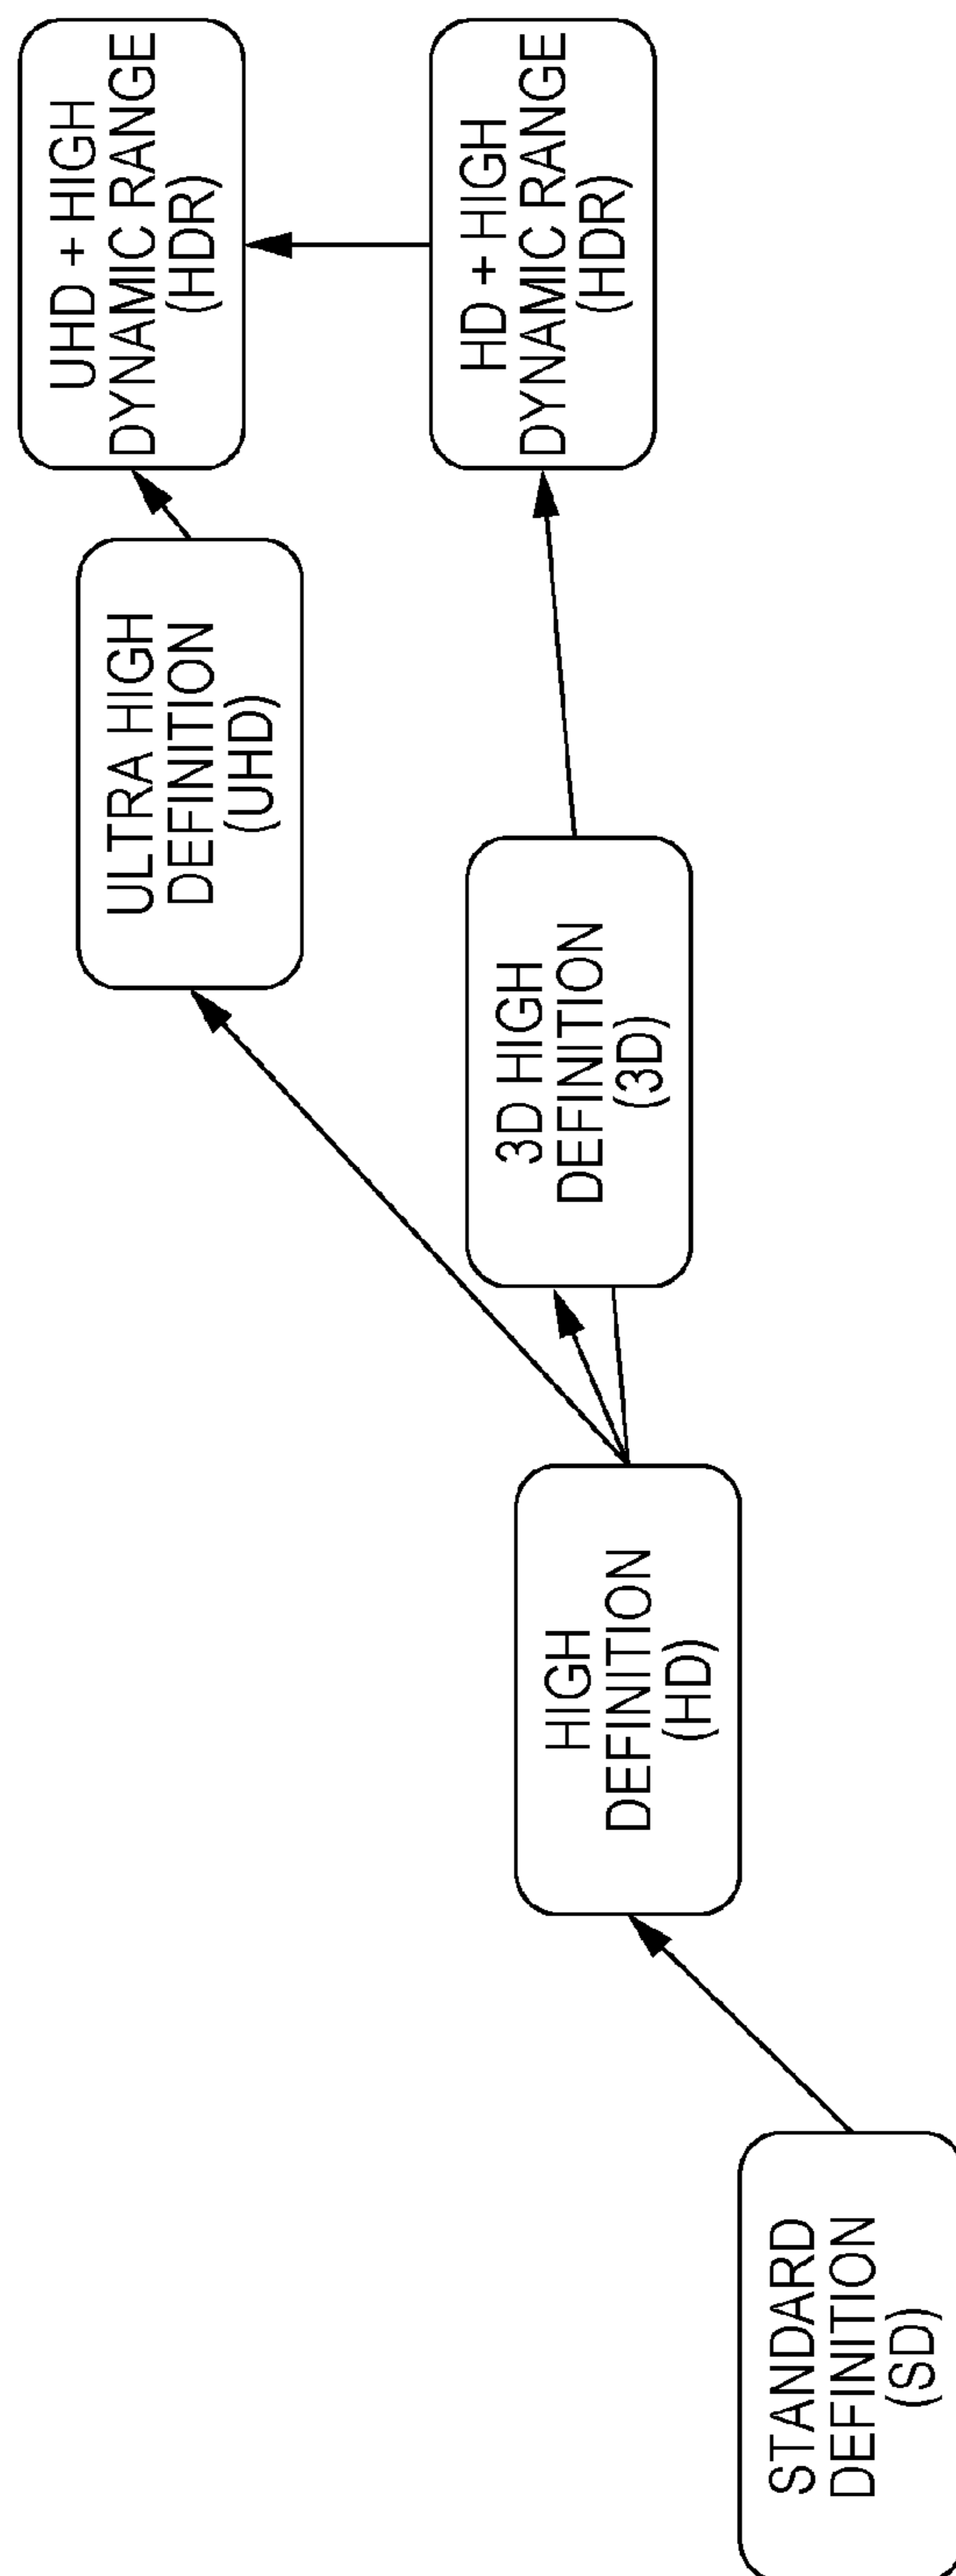 STANDARD
DEFINITION
(SD)
HIGH
DEFINITION
(HD)
3D HIGH
DEFINITION
(3D)
ULTRA HIGH
DEFINITION
(UHD)
UHD + HIGH
DYNAMIC RANGE
(HDR)
HD + HIGH
DYNAMIC RANGE
(HDR)